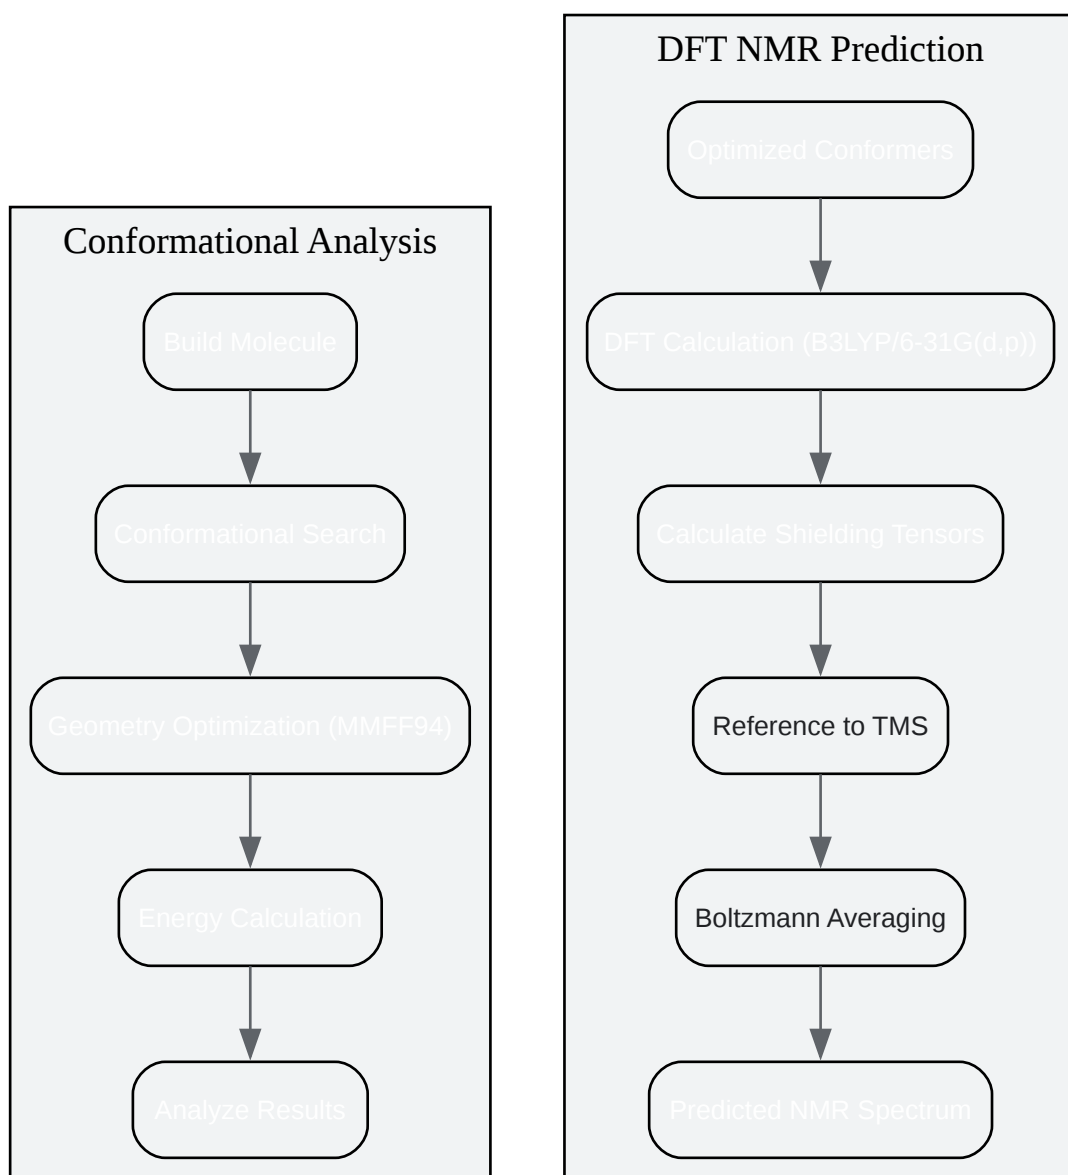 Conformational Analysis
Build Molecule
Conformational Search
Geometry Optimization (MMFF94)
Energy Calculation
Analyze Results
DFT NMR Prediction
Optimized Conformers
DFT Calculation (B3LYP/6-31G(d,p))
Calculate Shielding Tensors
Reference to TMS
Boltzmann Averaging
Predicted NMR Spectrum